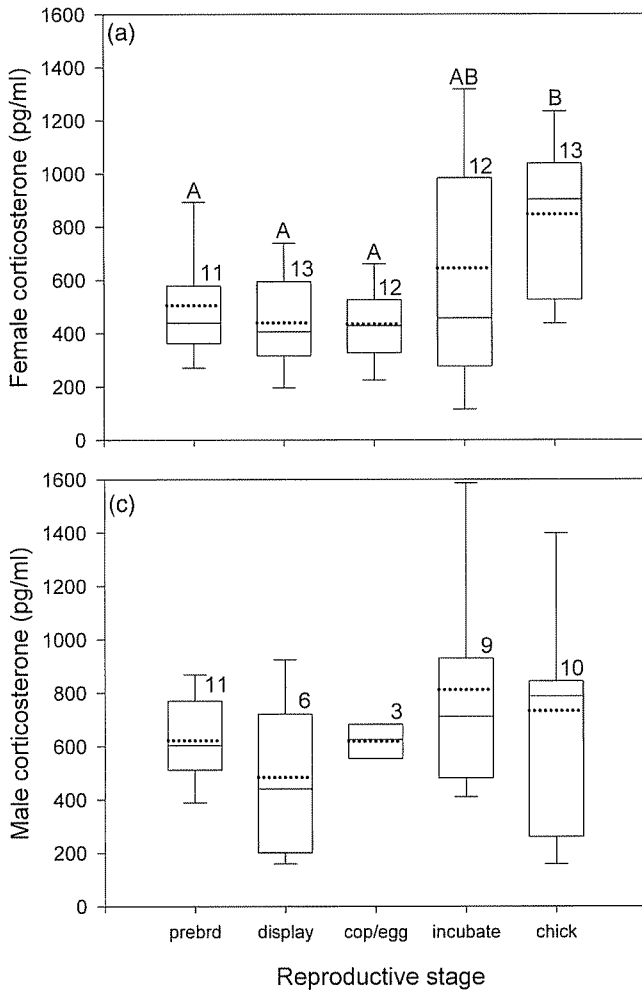 (a)
Female corticosterone (pg/ml)
1600
1400
1200
1000
800
600
400
200
0
A
11
A
13
A
12
AB
12
B
13
(c)
Male corticosterone (pg/ml)
1600
1400
1200
1000
800
600
400
200
0
11
6
3
9
10
prebrd display cop/egg incubate chick
Reproductive stage